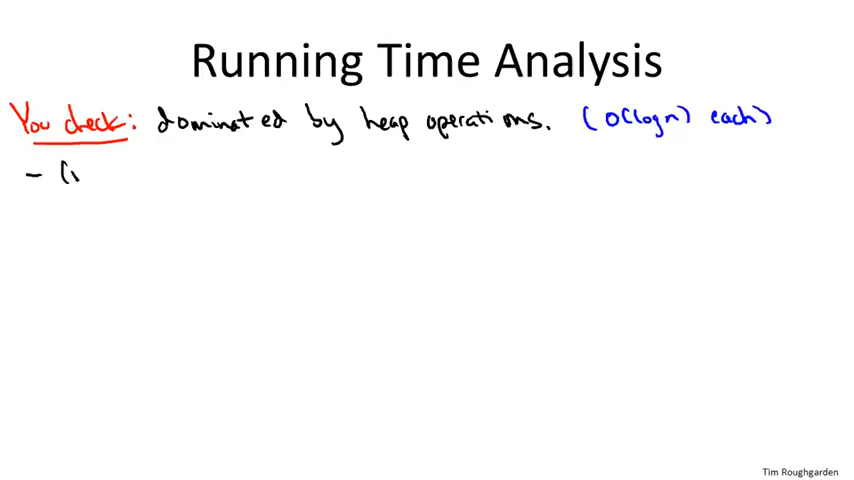 Running Time Analysis
You check: dominated by heap operations. (O(log n) each)
- (
Tim Roughgarden